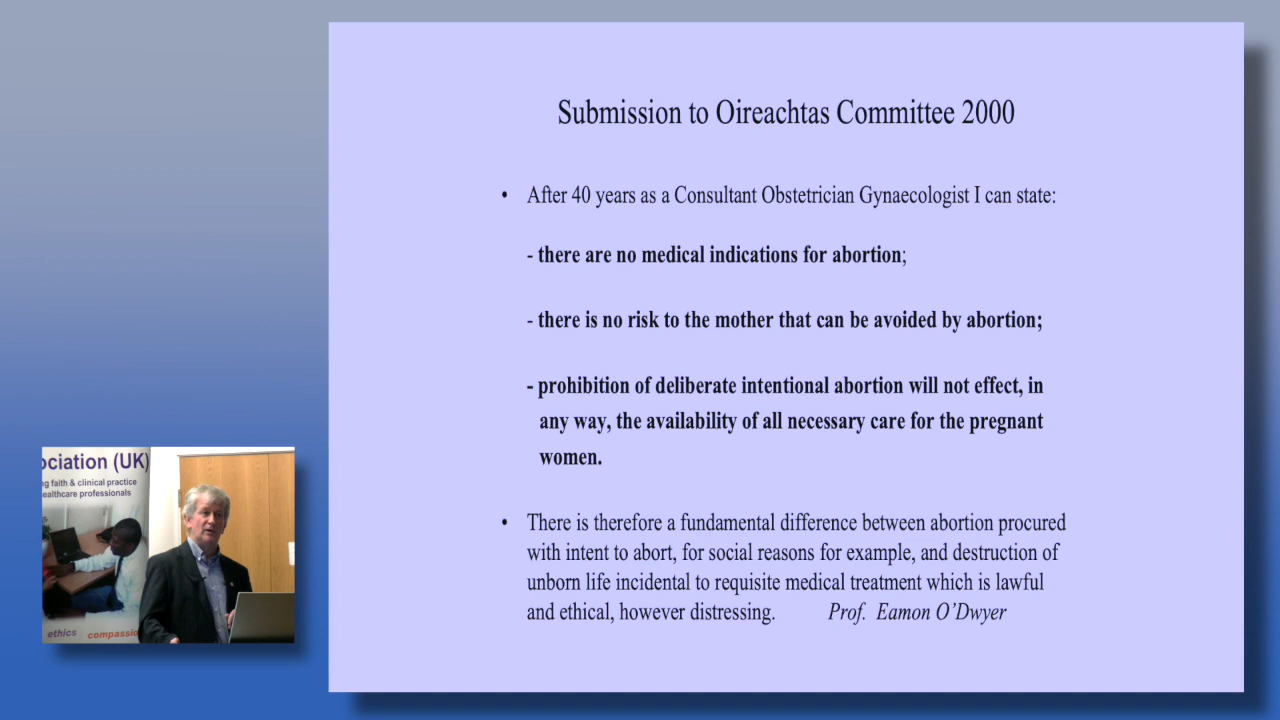 Submission to Oireachtas Committee 2000
• After 40 years as a Consultant Obstetrician Gynaecologist I can state:
- there are no medical indications for abortion;
- there is no risk to the mother that can be avoided by abortion;
- prohibition of deliberate intentional abortion will not effect, in
any way, the availability of all necessary care for the pregnant
women.
• There is therefore a fundamental difference between abortion procured
with intent to abort, for social reasons for example, and destruction of
unborn life incidental to requisite medical treatment which is lawful
and ethical, however distressing. Prof. Eamon O’Dwyer
ociation (UK)
ng faith & clinical practice
ealthcare professionals
ethics compassio